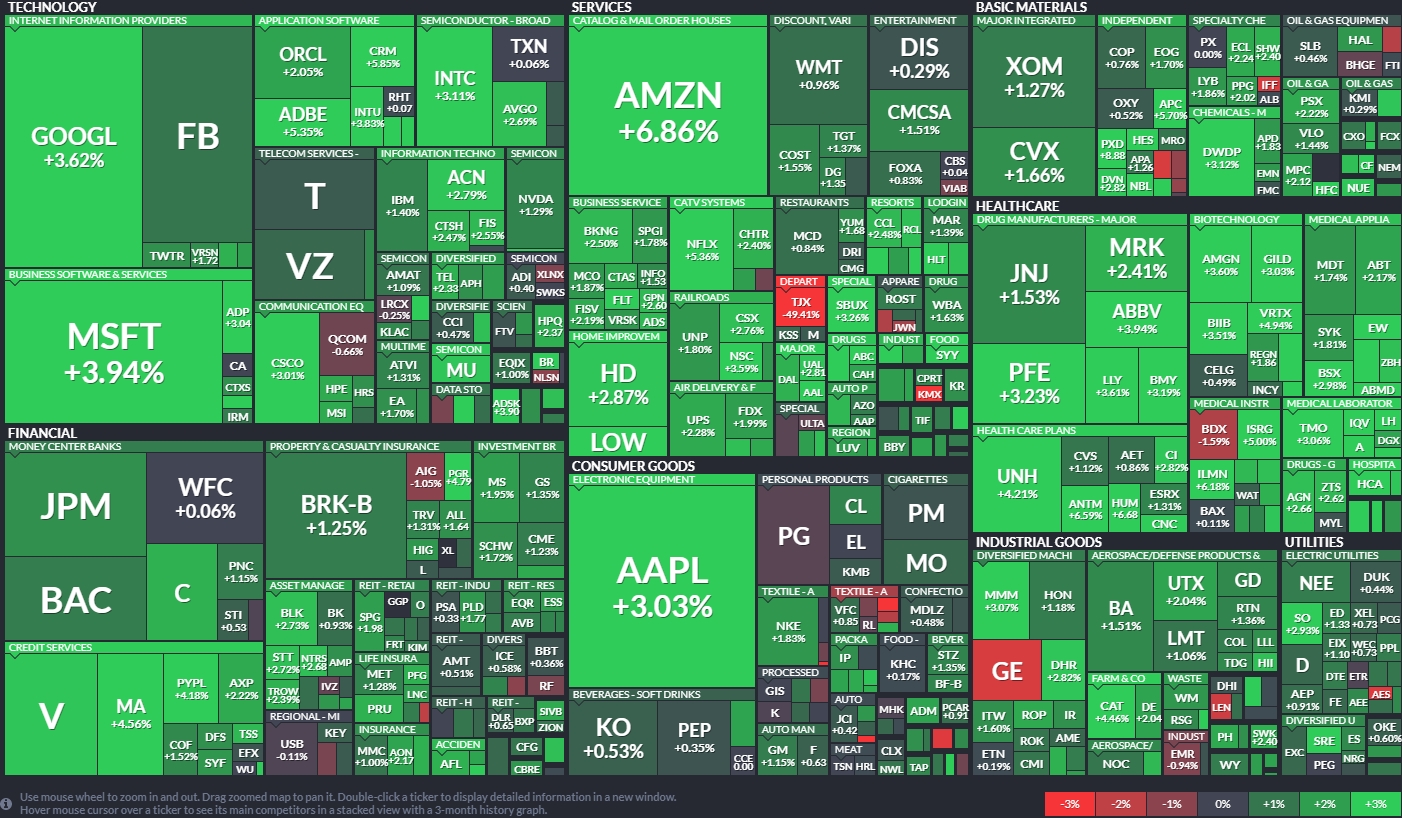 TECHNOLOGY
INTERNET INFORMATION PROVIDERS
GOOGL
+3.62%
FB
TWTR
VRSN
+1.72
BUSINESS SOFTWARE & SERVICES
MSFT
+3.94%
ADP
+3.04
CA
CTXS
IRM
APPLICATION SOFTWARE
ORCL
+2.05%
ADBE
+5.35%
CRM
+5.85%
INTU
+3.83%
RHT
+0.07
SEMICONDUCTOR - BROAD
INTC
+3.11%
TXN
+0.06%
AVGO
+2.69%
TELECOM SERVICES -
T
VZ
INFORMATION TECHNO
IBM
+1.40%
ACN
+2.79%
CTSH
+2.47%
FIS
+2.55%
SEMICON
NVDA
+1.29%
COMMUNICATION EQ
CSCO
+3.01%
QCOM
-0.66%
HPE
HRS
MSI
SEMICON
AMAT
+1.09%
LRCX
-0.25%
KLAC
MULTIME
ATVI
+1.31%
EA
+1.70%
DIVERSIFIED
TEL
+2.33
APH
SEMICON
ADI
+0.40
XLNX
SWKS
DIVERSIFIE
CCI
+0.47%
SCIEN
FTV
HPQ
+2.37
SEMICON
MU
DATA STO
EQIX
+1.00%
BR
NLSN
ADSK
+3.90
FINANCIAL
MONEY CENTER BANKS
JPM
WFC
+0.06%
BAC
C
PNC
+1.15%
STI
+0.53
CREDIT SERVICES
V
MA
+4.56%
PYPL
+4.18%
AXP
+2.22%
COF
+1.52%
DFS
SYF
TSS
EFX
WU
PROPERTY & CASUALTY INSURANCE
BRK-B
+1.25%
AIG
-1.05%
PGR
+4.79
TRV
+1.31%
ALL
+1.64
HIG
XL
L
INVESTMENT BR
MS
+1.95%
GS
+1.35%
SCHW
+1.72%
CME
+1.23%
ASSET MANAGE
BLK
+2.73%
BK
+0.93%
STT
+2.72%
NTRS
+2.68
AMP
TROW
+2.39%
IVZ
REGIONAL - MI
USB
-0.11%
KEY
REIT - RETAI
SPG
+1.98
GGP
O
FRT
KIM
LIFE INSURA
MET
+1.28%
PFG
LNC
PRU
INSURANCE
MMC
+1.00%
AON
+2.17
REIT - INDU
PSA
+0.33
PLD
+1.77
REIT - RES
EQR
ESS
AVB
REIT -
AMT
+0.51%
DIVERS
ICE
+0.58%
BBT
+0.36%
RF
REIT - H
REIT -
DLR
+0.65
BXP
SIVB
ZION
ACCIDEN
AFL
CFG
CBRE
SERVICES
CATALOG & MAIL ORDER HOUSES
AMZN
+6.86%
DISCOUNT, VARI
WMT
+0.96%
COST
+1.55%
TGT
+1.37%
DG
+1.35
ENTERTAINMENT
DIS
+0.29%
CMCSA
+1.51%
FOXA
+0.83%
CBS
+0.04
VIAB
BUSINESS SERVICE
BKNG
+2.50%
SPGI
+1.78%
MCO
+1.87%
CTAS
INFO
+1.53
FISV
+2.19%
FLT
GPN
+2.60
VRSK
ADS
HOME IMPROVEM
HD
+2.87%
LOW
CATV SYSTEMS
NFLX
+5.36%
CHTR
+2.40%
RAILROADS
UNP
+1.80%
CSX
+2.76%
NSC
+3.59%
AIR DELIVERY & F
UPS
+2.28%
FDX
+1.99%
RESTAURANTS
MCD
+0.84%
YUM
+1.68
DRI
CMG
RESORTS
CCL
+2.48%
RCL
LODGIN
MAR
+1.39%
HLT
DEPART
TJX
-49.41%
KSS
M
SPECIAL
SBUX
+3.26%
APPARE
ROST
JWN
DRUG
WBA
+1.63%
MAJOR
DAL
UAL
+2.81
AAL
DRUGS
ABC
CAH
INDUST
FOOD
SYY
AUTO P
AZO
AAP
CPRT
KMX
KR
SPECIAL
ULTA
REGION
LUV
TIF
BBY
CONSUMER GOODS
ELECTRONIC EQUIPMENT
AAPL
+3.03%
BEVERAGES - SOFT DRINKS
KO
+0.53%
PEP
+0.35%
CCE
0.00
PERSONAL PRODUCTS
PG
CL
EL
KMB
CIGARETTES
PM
MO
TEXTILE - A
NKE
+1.83%
TEXTILE - A
VFC
+0.85
RL
CONFECTIO
MDLZ
+0.48%
PACKA
IP
FOOD -
KHC
+0.17%
BEVER
STZ
+1.35%
BF-B
PROCESSED
GIS
K
AUTO
JCI
+0.42
MHK
ADM
PCAR
+0.91
AUTO MAN
GM
+1.15%
F
+0.63
MEAT
TSN
HRL
CLX
NWL
TAP
BASIC MATERIALS
MAJOR INTEGRATED
XOM
+1.27%
CVX
+1.66%
INDEPENDENT
COP
+0.76%
EOG
+1.70%
OXY
+0.52%
APC
+5.70%
PXD
+8.88
HES
MRO
APA
+1.26
DVN
+2.82
NBL
SPECIALTY CHE
PX
0.00%
ECL
+2.24
SHW
+2.40
LYB
+1.86%
PPG
+2.02
IFF
ALB
CHEMICALS - M
DWDP
+3.12%
APD
+1.83
EMN
FMC
OIL & GAS EQUIPMEN
SLB
+0.46%
HAL
BHGE
FTI
OIL & GA
PSX
+2.22%
VLO
+1.44%
MPC
+2.12
HFC
OIL & GAS
KMI
+0.29%
CXO
FCX
CF
NEM
NUE
HEALTHCARE
DRUG MANUFACTURERS - MAJOR
JNJ
+1.53%
MRK
+2.41%
ABBV
+3.94%
PFE
+3.23%
LLY
+3.61%
BMY
+3.19%
BIOTECHNOLOGY
AMGN
+3.60%
GILD
+3.03%
BIIB
+3.51%
VRTX
+4.94%
REGN
+1.86
CELG
+0.49%
INCY
MEDICAL APPLIA
MDT
+1.74%
ABT
+2.17%
SYK
+1.81%
EW
ZBH
BSX
+2.98%
ABMD
HEALTH CARE PLANS
UNH
+4.21%
CVS
+1.12%
AET
+0.86%
CI
+2.82%
ANTM
+6.59%
HUM
+6.68
ESRX
+1.31%
CNC
MEDICAL INSTR
BDX
-1.59%
ISRG
+5.00%
ILMN
+6.18%
WAT
BAX
+0.11%
MEDICAL LABORATOR
TMO
+3.06%
IQV
LH
A
DGX
DRUGS - G
AGN
+2.66
ZTS
+2.62
MYL
HOSPITA
HCA
INDUSTRIAL GOODS
DIVERSIFIED MACHI
MMM
+3.07%
HON
+1.18%
GE
DHR
+2.82%
ITW
+1.60%
ROP
IR
ETN
+0.19%
ROK
AME
CMI
AEROSPACE/DEFENSE PRODUCTS &
BA
+1.51%
UTX
+2.04%
GD
LMT
+1.06%
RTN
+1.36%
COL
LLL
TDG
HII
FARM & CO
CAT
+4.46%
DE
+2.04
AEROSPACE/
NOC
WASTE
WM
RSG
DHI
LEN
INDUST
EMR
-0.94%
PH
SWK
+2.40
WY
UTILITIES
ELECTRIC UTILITIES
NEE
DUK
+0.44%
SO
+2.93%
ED
+1.33
XEL
+0.73
PCG
D
EIX
+1.10
WEC
+0.73
PPL
DTE
ETR
AEP
+0.91%
FE
AEE
AES
DIVERSIFIED U
EXC
SRE
ES
OKE
+0.60%
PEG
NRG
Use mouse wheel to zoom in and out. Drag zoomed map to pan it. Double-click a ticker to display detailed information in a new window.
Hover mouse cursor over a ticker to see its main competitors in a stacked view with a 3-month history graph.
-3%
-2%
-1%
0%
+1%
+2%
+3%